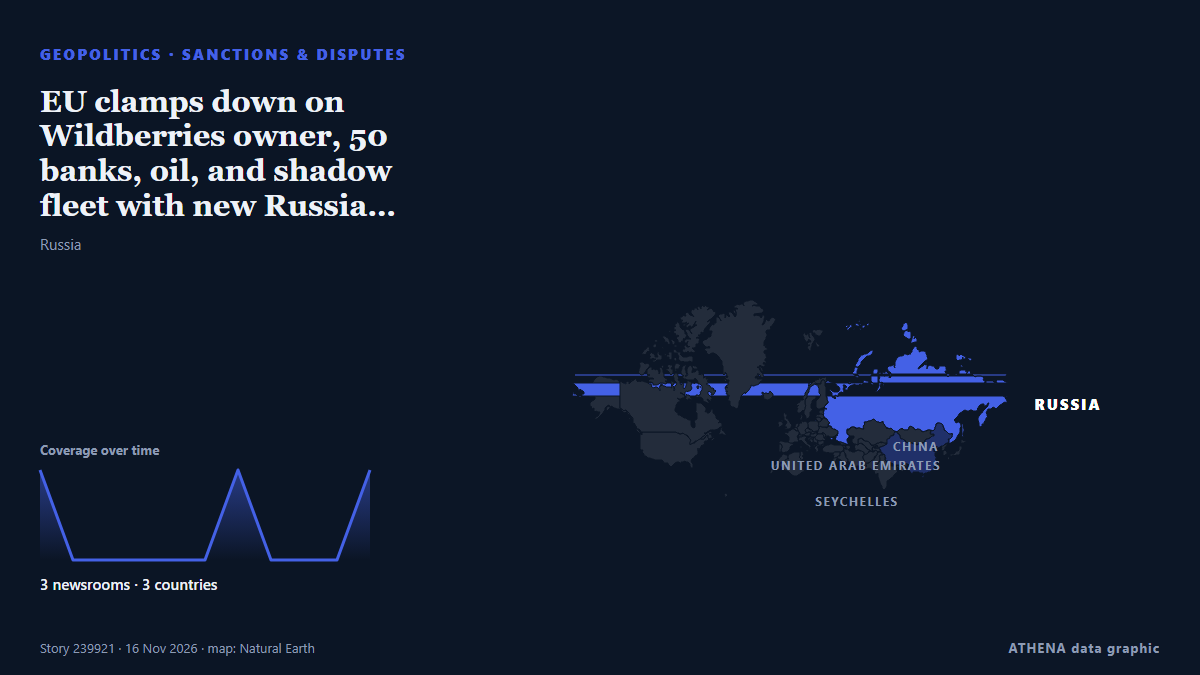 GEOPOLITICS · SANCTIONS & DISPUTES
EU clamps down on
Wildberries owner, 50
banks, oil, and shadow
fleet with new Russia...
Russia
RUSSIA
CHINA
UNITED ARAB EMIRATES
SEYCHELLES
Coverage over time
3 newsrooms · 3 countries
Story 239921 · 16 Nov 2026 · map: Natural Earth
ATHENA data graphic